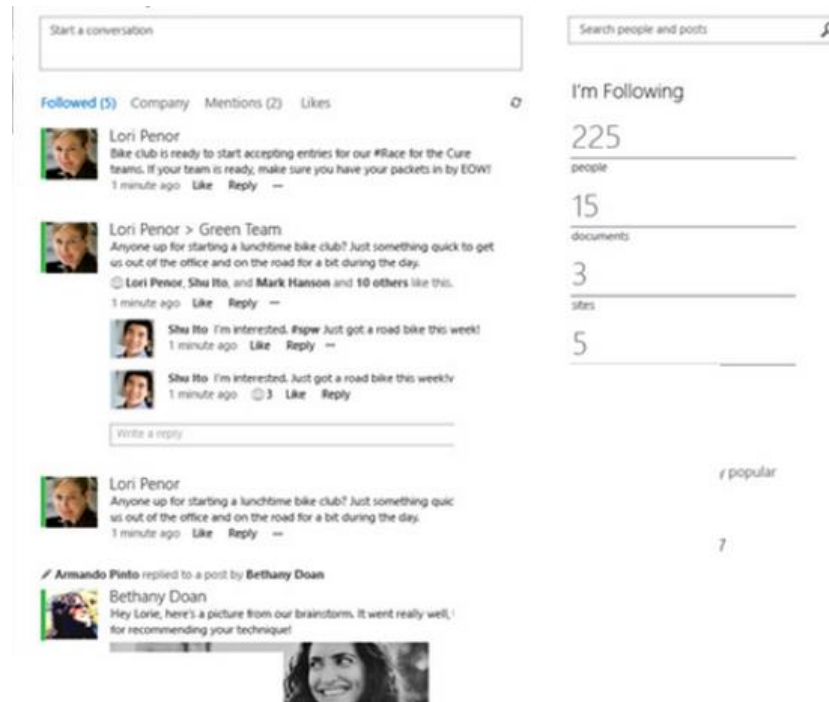 Start a conversation
Search people and posts
Followed (5) Company Mentions (2) Likes
Lori Penor
Bike club is ready to start accepting entries for our #Race for the Cure
teams. If your team is ready, make sure you have your packets in by EOW!
1 minute ago Like Reply ···
Lori Penor > Green Team
Anyone up for starting a lunchtime bike club? Just something quick to get
us out of the office and on the road for a bit during the day.
Lori Penor, Shu Ito, and Mark Hanson and 10 others like this.
1 minute ago Like Reply ···
Shu Ito I'm interested. #spw Just got a road bike this week!
1 minute ago Like Reply ···
Shu Ito I'm interested. Just got a road bike this week!v
1 minute ago 3 Like Reply
Write a reply
Lori Penor
Anyone up for starting a lunchtime bike club? Just something quic
us out of the office and on the road for a bit during the day.
1 minute ago Like Reply ···
Armando Pinto replied to a post by Bethany Doan
Bethany Doan
Hey Lorie, here's a picture from our brainstorm. It went really well,
for recommending your technique!
I'm Following
225
people
15
documents
3
sites
5
popular
7